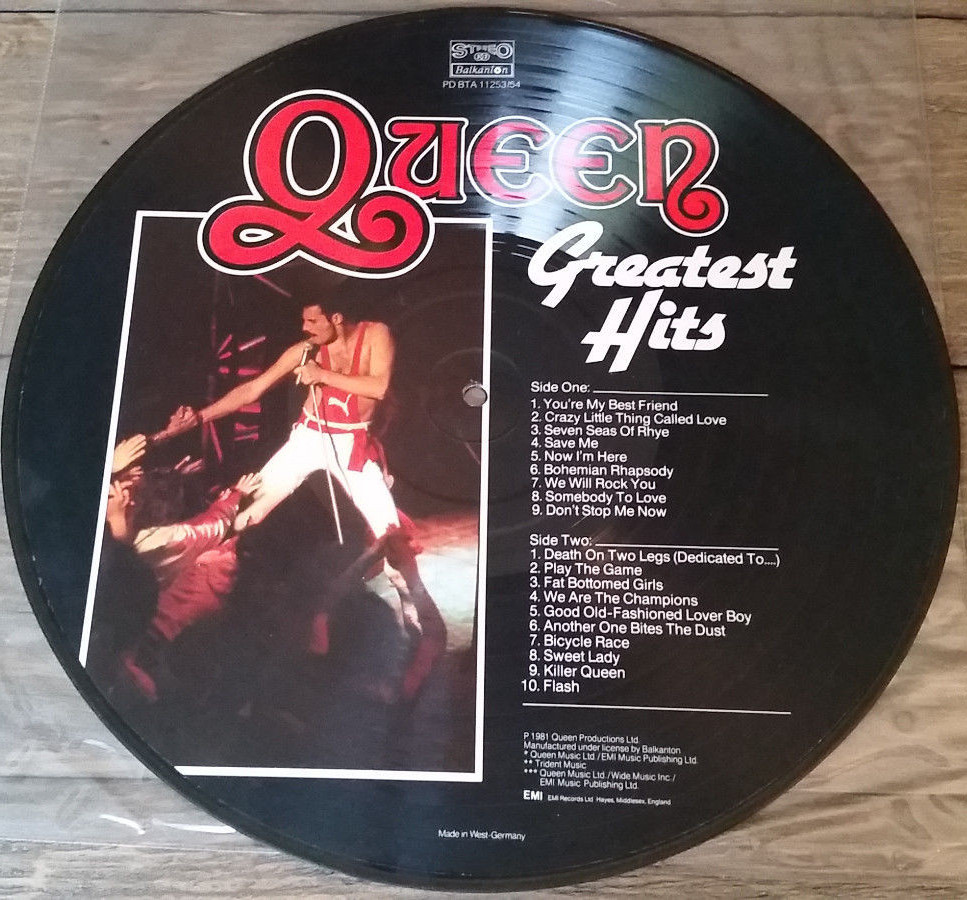 STEREO
Balkanton
PD BTA 11253/54
QUEEN
Greatest
Hits
Side One:
1. You're My Best Friend
2. Crazy Little Thing Called Love
3. Seven Seas Of Rhye
4. Save Me
5. Now I'm Here
6. Bohemian Rhapsody
7. We Will Rock You
8. Somebody To Love
9. Don't Stop Me Now
Side Two:
1. Death On Two Legs (Dedicated To....)
2. Play The Game
3. Fat Bottomed Girls
4. We Are The Champions
5. Good Old-Fashioned Lover Boy
6. Another One Bites The Dust
7. Bicycle Race
8. Sweet Lady
9. Killer Queen
10. Flash
P.1981 Queen Productions Ltd.
Manufactured under license by Balkanton
* Queen Music Ltd./EMI Music Publishing Ltd.
** Trident Music
*** Queen Music Ltd./Wide Music Inc./
EMI Music Publishing Ltd.
EMI EMI Records Ltd Hayes, Middlesex, England
Made in West-Germany